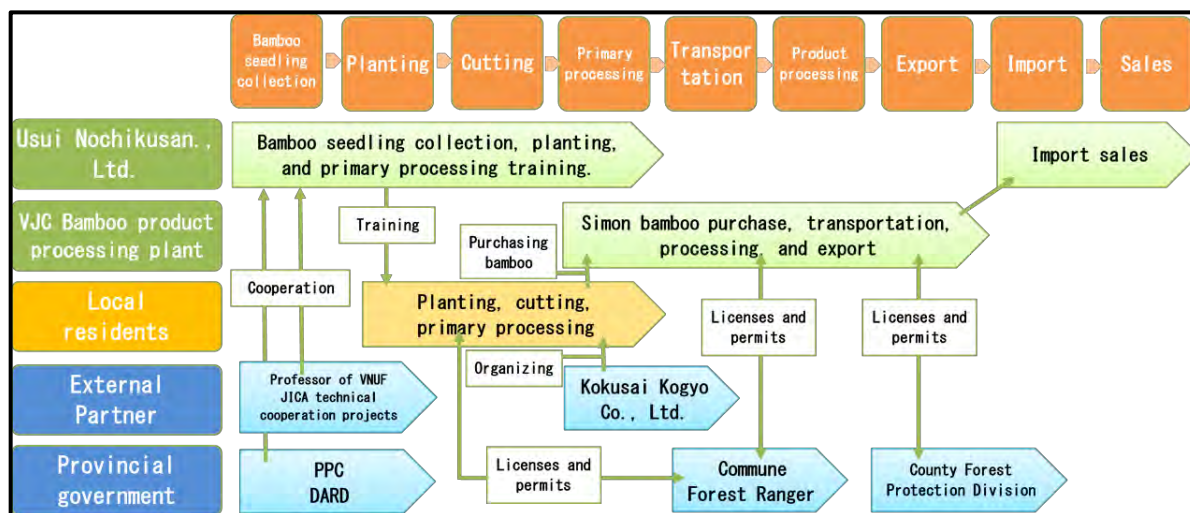 Bamboo
seedling
collection
Planting
Cutting
Primary
processing
Transpor
tation
Product
processing
Export
Import
Sales
Usui Nochikusan.,
Ltd.
Bamboo seedling collection, planting,
and primary processing training.
Import sales
VJC Bamboo product
processing plant
Training
Purchasing
bamboo
Simon bamboo purchase, transportation,
processing, and export
Local
residents
Cooperation
Planting, cutting,
primary processing
Licenses and
permits
Licenses and
permits
Organizing
External
Partner
Professor of VNUF
JICA technical
cooperation projects
Kokusai Kogyo
Co., Ltd.
Provincial
government
PPC
DARD
Licenses and
permits
Commune
Forest Ranger
County Forest
Protection Division